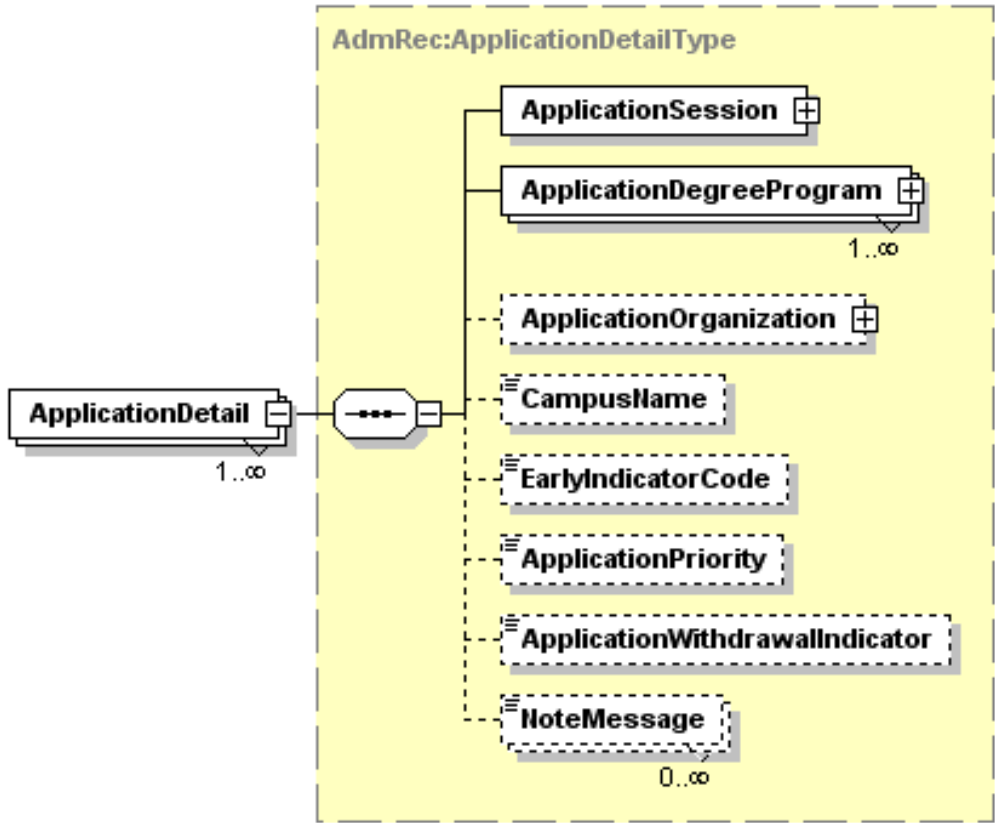 AdmRec:ApplicationDetailType
ApplicationSession
ApplicationDegreeProgram
1..∞
ApplicationOrganization
CampusName
ApplicationDetail
1..∞
EarlyIndicatorCode
ApplicationPriority
ApplicationWithdrawalIndicator
NoteMessage
0..∞